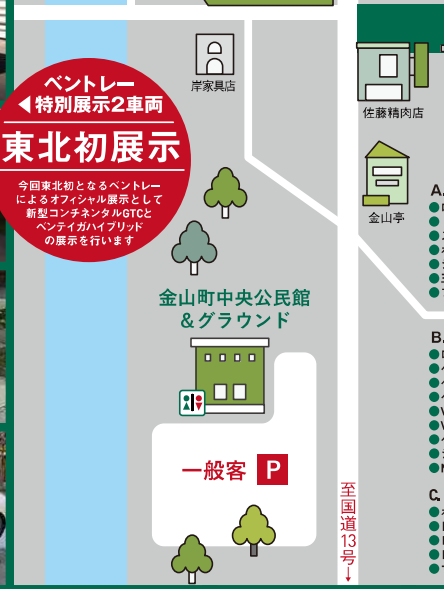 岸家具店
佐藤精肉店
ベントレー
◀特別展示2車両
東北初展示
今回東北初となるベントレー
によるオフィシャル展示として
新型コンチネンタルGTCと
ベンテイガハイブリッド
の展示を行います
金山亭
A.
金山町中央公民館
&グラウンド
B.
一般客 P
至国道13号→
C.